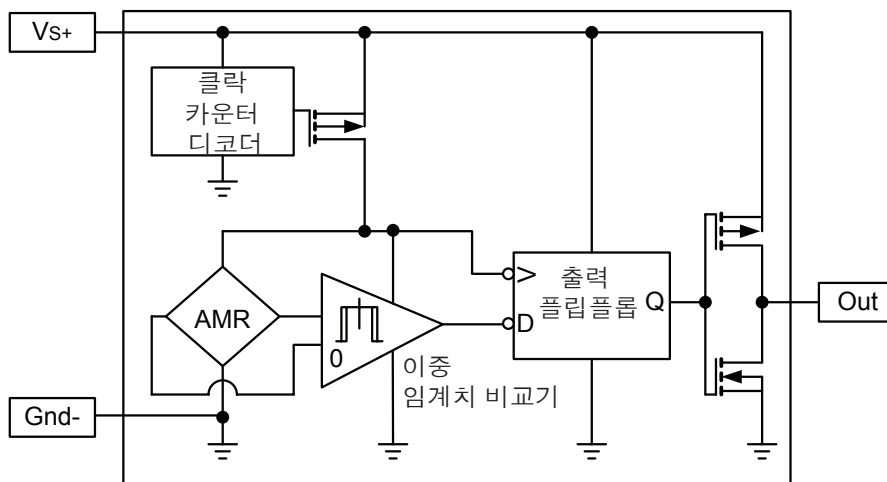 Vs+
클락
카운터
디코더
AMR
0
이중
임계치 비교기
>
D
출력
플립플롭
Q
Out
Gnd-